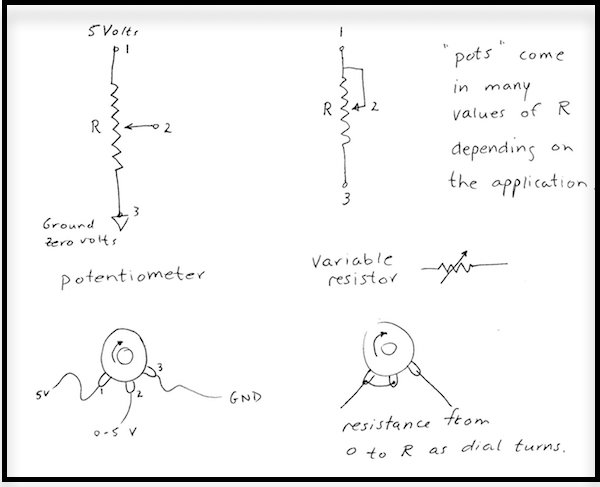 5 Volts
1
R
2
3
Ground
zero volts
potentiometer
1
R
2
3
variable
resistor
"pots" come
in many
values of R
depending on
the application.
5V
1
2
3
GND
0-5 V
resistance from
0 to R as dial turns.